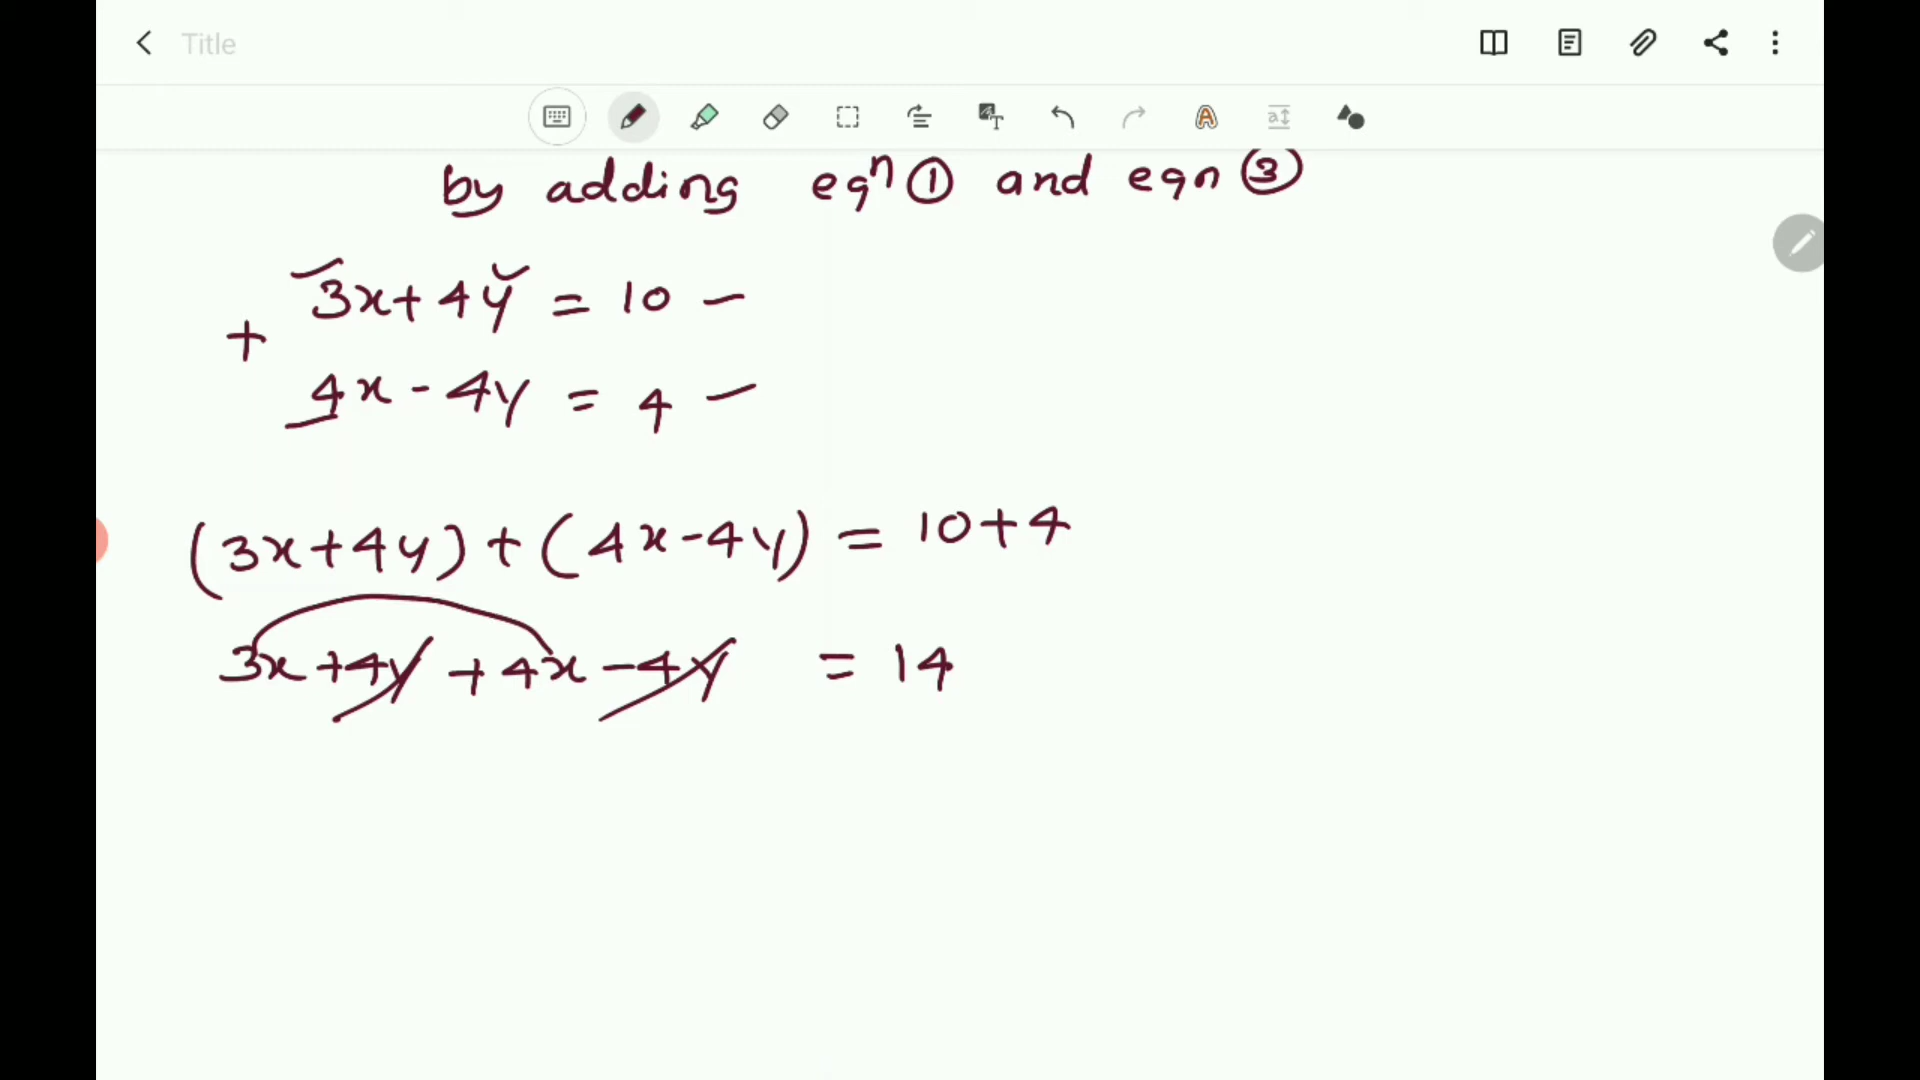 Title
by adding eqn ① and eqn ③
3x+4y = 10 –
+
4x - 4y = 4 –
(3x+4y)+(4x-4y) = 10+4
3x+4y+4x-4y = 14